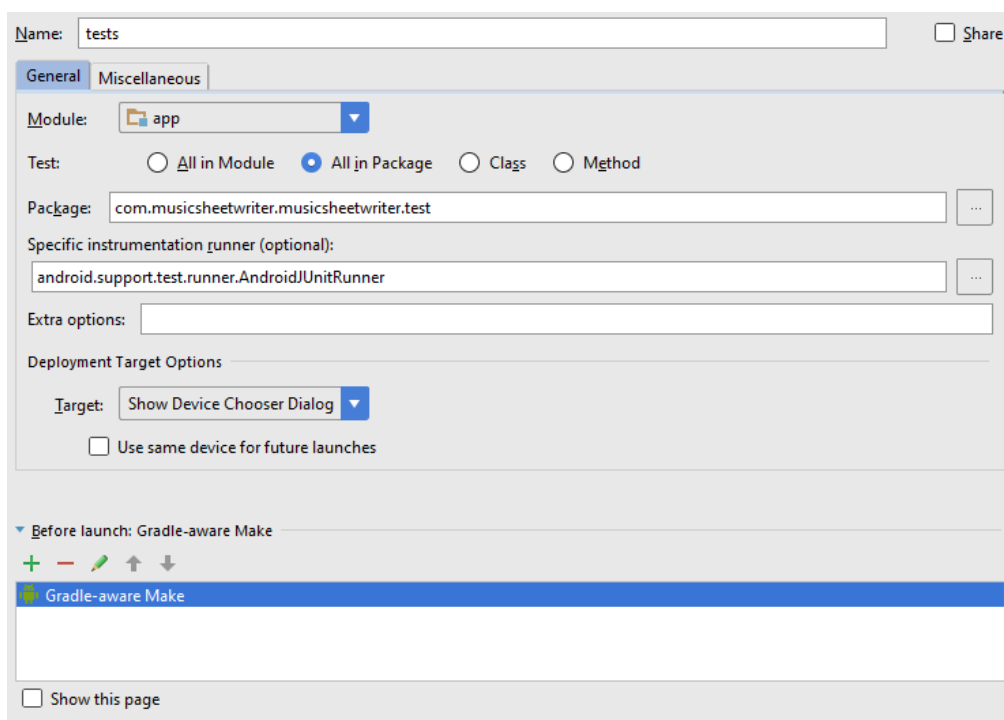 Name: tests Share
General Miscellaneous
Module: app
Test: All in Module All in Package Class Method
Package: com.musicsheetwriter.musicsheetwriter.test ...
Specific instrumentation runner (optional):
android.support.test.runner.AndroidJUnitRunner ...
Extra options:
Deployment Target Options
Target: Show Device Chooser Dialog
Use same device for future launches
Before launch: Gradle-aware Make
Gradle-aware Make
Show this page